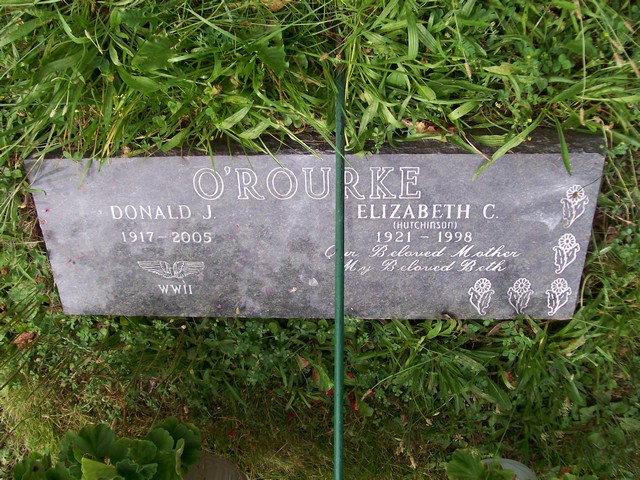 O'ROURKE
DONALD J.
1917-2005
WWII
ELIZABETH C.
(HUTCHINSON)
1921-1998
Our Beloved Mother
My Beloved Beth